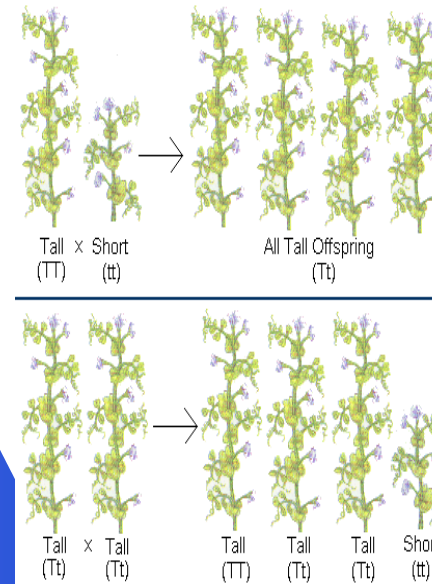 Tall × Short
(TT) (tt)
All Tall Offspring
(Tt)
Tall × Tall
(Tt) (Tt)
Tall Tall Tall Shor
(TT) (Tt) (Tt) (tt)